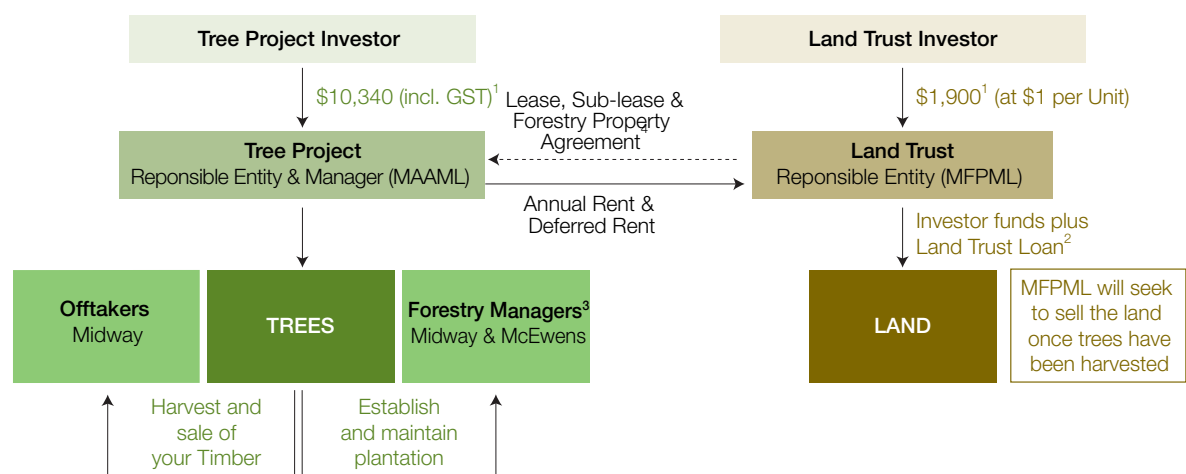 Tree Project Investor
Land Trust Investor
$10,340 (incl. GST)¹
Lease, Sub-lease &
Forestry Property
Agreement⁴
$1,900¹ (at $1 per Unit)
Tree Project
Reponsible Entity & Manager (MAAML)
Land Trust
Reponsible Entity (MFPML)
Annual Rent &
Deferred Rent
Investor funds plus
Land Trust Loan²
Offtakers
Midway
TREES
Forestry Managers³
Midway & McEwens
LAND
MFPML will seek
to sell the land
once trees have
been harvested
Harvest and
sale of
your Timber
Establish
and maintain
plantation